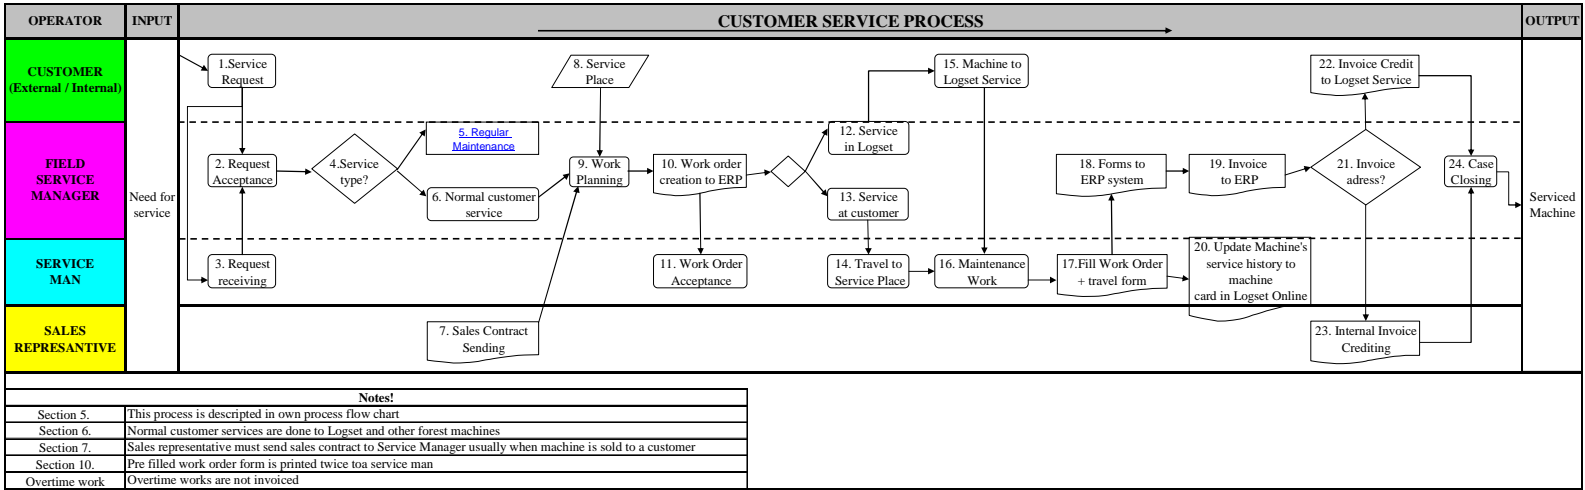 OPERATOR
INPUT
CUSTOMER SERVICE PROCESS
OUTPUT
CUSTOMER
(External / Internal)
1.Service
Request
8. Service
Place
15. Machine to
Logset Service
22. Invoice Credit
to Logset Service
FIELD
SERVICE
MANAGER
Need for
service
2. Request
Acceptance
4.Service
type?
5. Regular
Maintenance
6. Normal customer
service
9. Work
Planning
10. Work order
creation to ERP
12. Service
in Logset
13. Service
at customer
18. Forms to
ERP system
19. Invoice
to ERP
21. Invoice
adress?
24. Case
Closing
Serviced
Machine
SERVICE
MAN
3. Request
receiving
11. Work Order
Acceptance
14. Travel to
Service Place
16. Maintenance
Work
17.Fill Work Order
+ travel form
20. Update Machine's
service history to
machine
card in Logset Online
SALES
REPRESANTIVE
7. Sales Contract
Sending
23. Internal Invoice
Crediting
Notes!
Section 5. This process is descripted in own process flow chart
Section 6. Normal customer services are done to Logset and other forest machines
Section 7. Sales representative must send sales contract to Service Manager usually when machine is sold to a customer
Section 10. Pre filled work order form is printed twice toa service man
Overtime work Overtime works are not invoiced